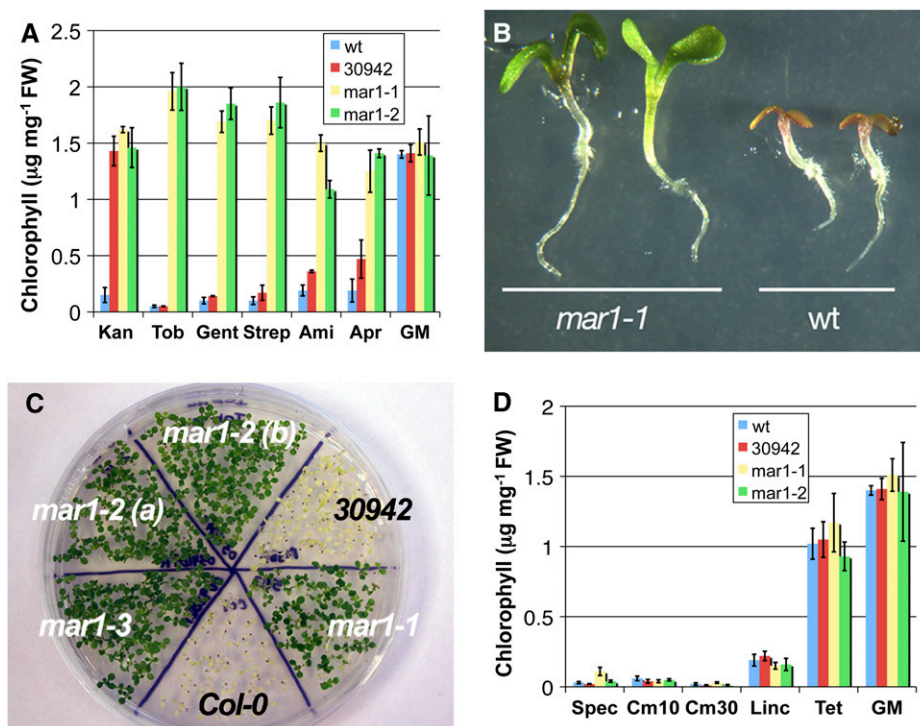 A
Chlorophyll (µg mg⁻¹ FW)
2.5
2
1.5
1
0.5
0
wt
30942
mar1-1
mar1-2
Kan Tob Gent Strep Ami Apr GM
B
mar1-1 wt
C
mar1-2 (b)
mar1-2 (a)
30942
mar1-3
mar1-1
Col-0
D
Chlorophyll (µg mg⁻¹ FW)
2
1.5
1
0.5
0
wt
30942
mar1-1
mar1-2
Spec Cm10 Cm30 Linc Tet GM